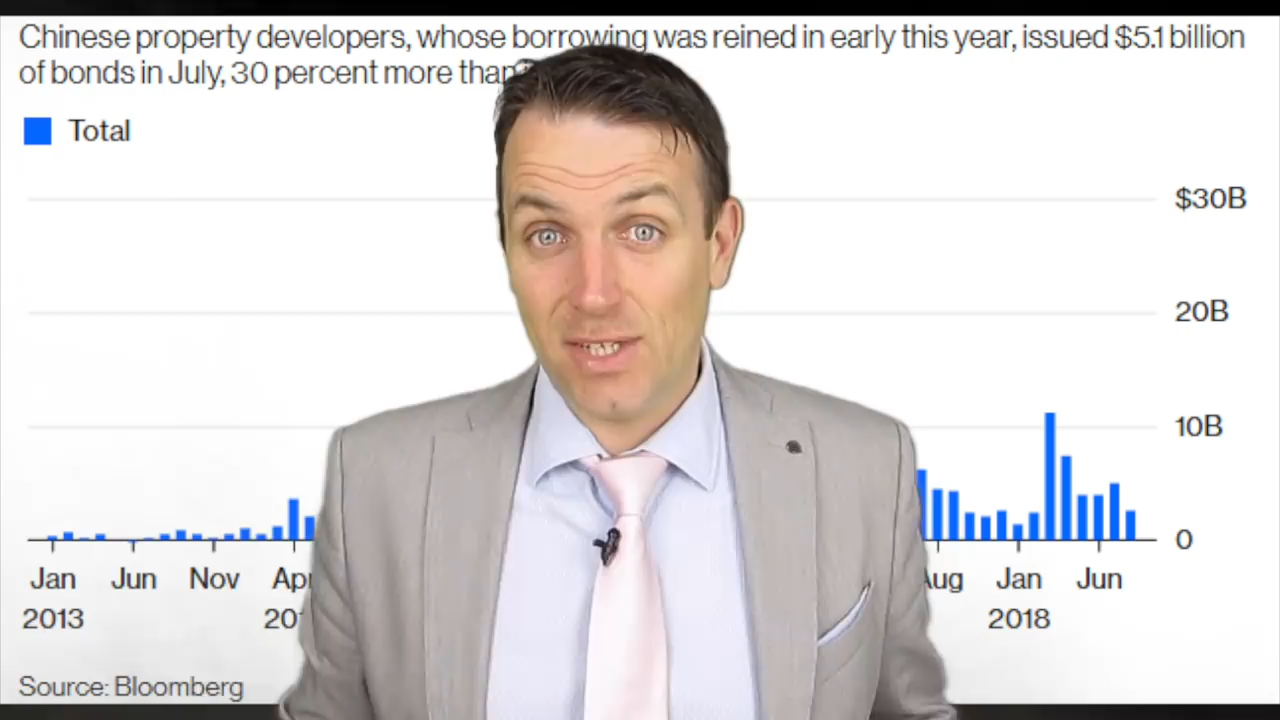 Chinese property developers, whose borrowing was reined in early this year, issued $5.1 billion
of bonds in July, 30 percent more than
Total
$30B
20B
10B
0
Jan Jun Nov Jan Jun
2013 2018
Source: Bloomberg